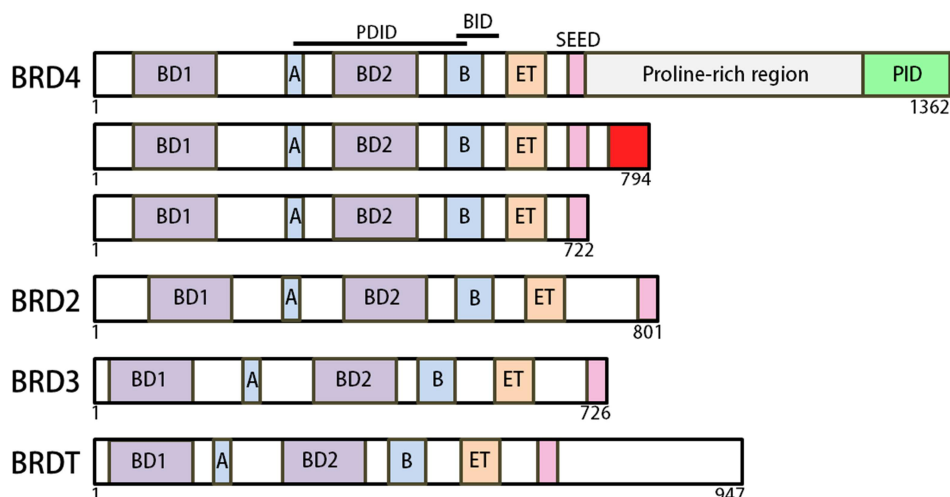 PDID BID SEED
BRD4 BD1 A BD2 B ET Proline-rich region PID
1 1362
BD1 A BD2 B ET
1 794
BD1 A BD2 B ET
1 722
BRD2 BD1 A BD2 B ET
1 801
BRD3 BD1 A BD2 B ET
1 726
BRDT BD1 A BD2 B ET
1 947